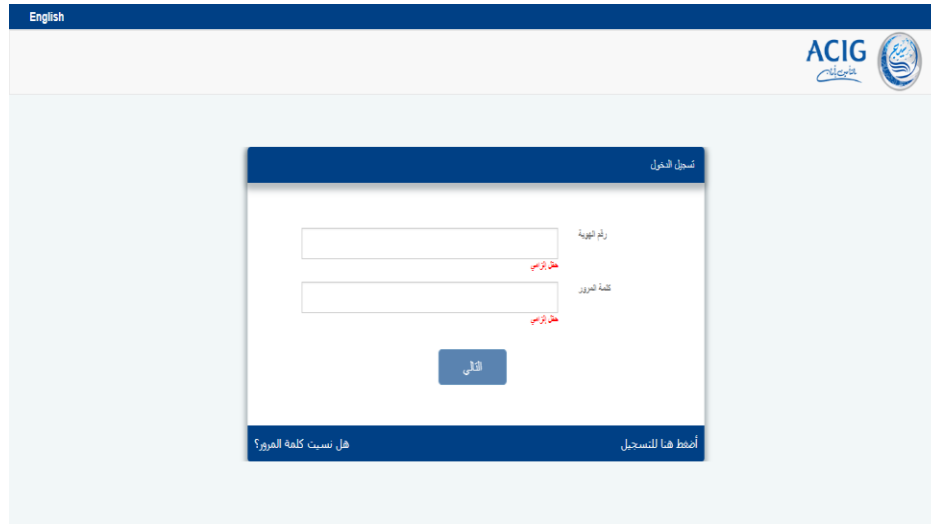 English
ACIG
تسجيل الدخول
رقم الهوية
حقل إلزامي
كلمة المرور
حقل إلزامي
التالي
أضغط هنا للتسجيل
هل نسيت كلمة المرور؟